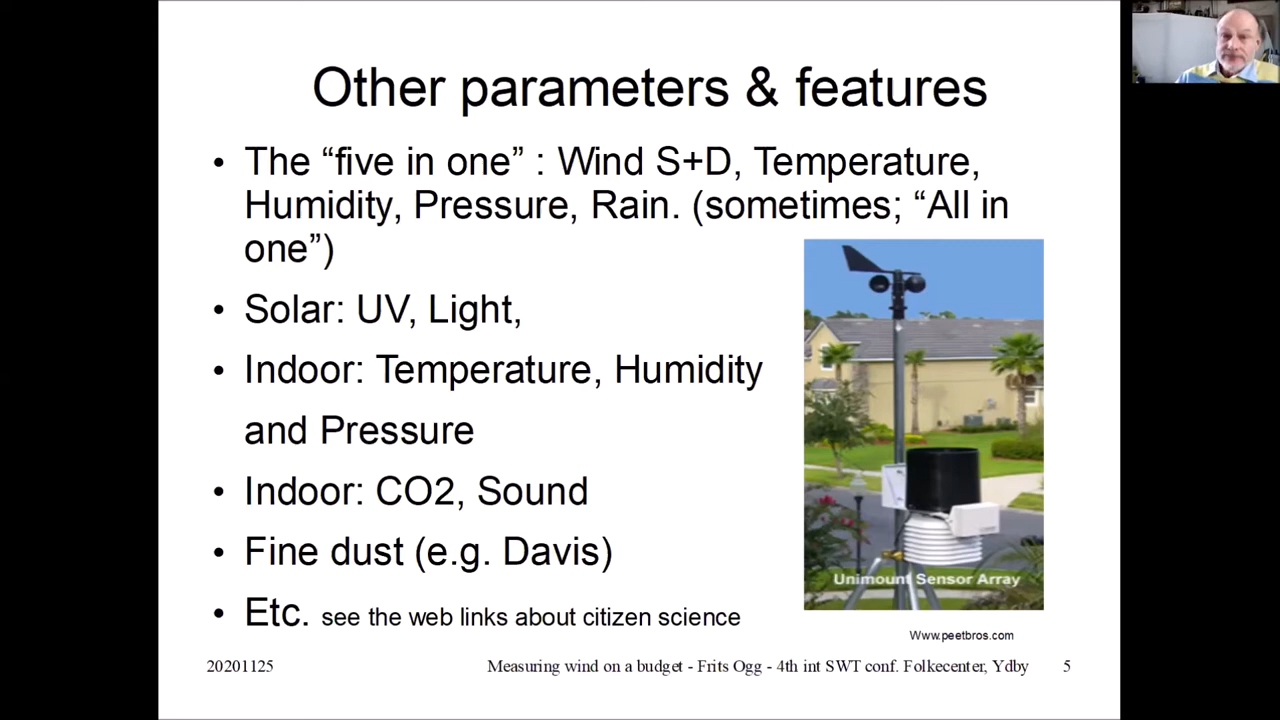 Other parameters & features
• The “five in one” : Wind S+D, Temperature,
Humidity, Pressure, Rain. (sometimes; “All in
one”)
• Solar: UV, Light,
• Indoor: Temperature, Humidity
and Pressure
• Indoor: CO2, Sound
• Fine dust (e.g. Davis)
• Etc. see the web links about citizen science
Unimount Sensor Array
Www.peetbros.com
20201125 Measuring wind on a budget - Frits Ogg - 4th int SWT conf. Folkecenter, Ydby 5